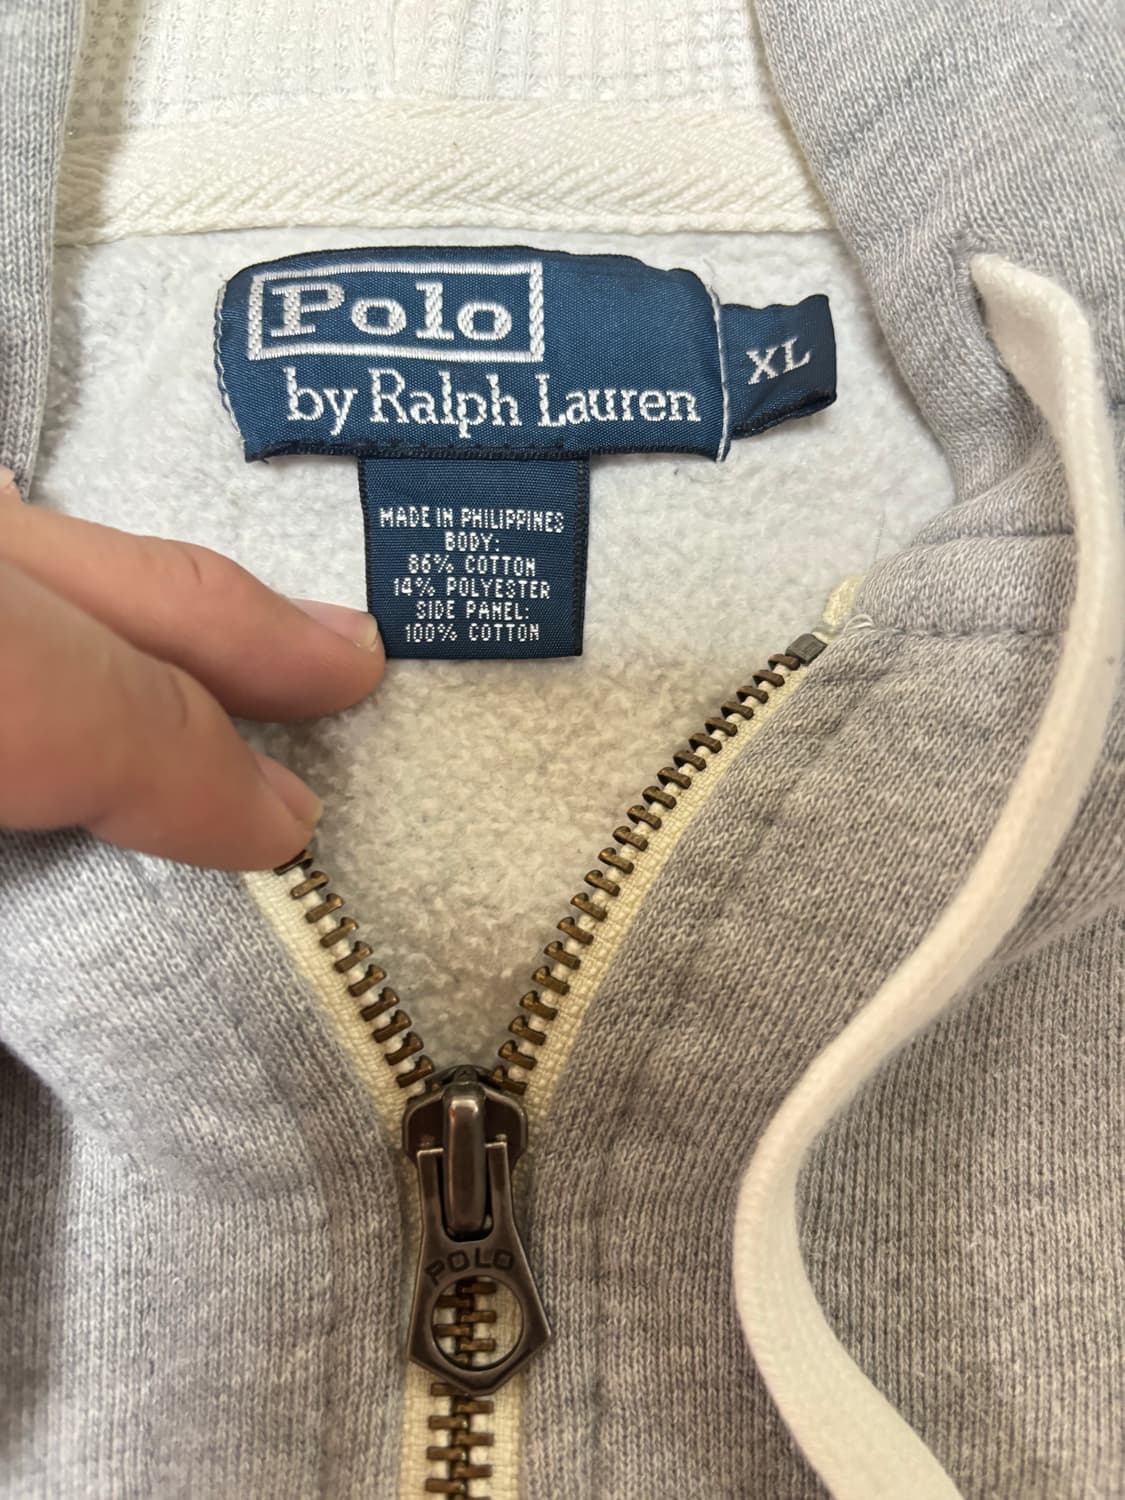 Polo
by Ralph Lauren
XL
MADE IN PHILIPPINES
BODY:
86% COTTON
14% POLYESTER
SIDE PANEL:
100% COTTON
POLO